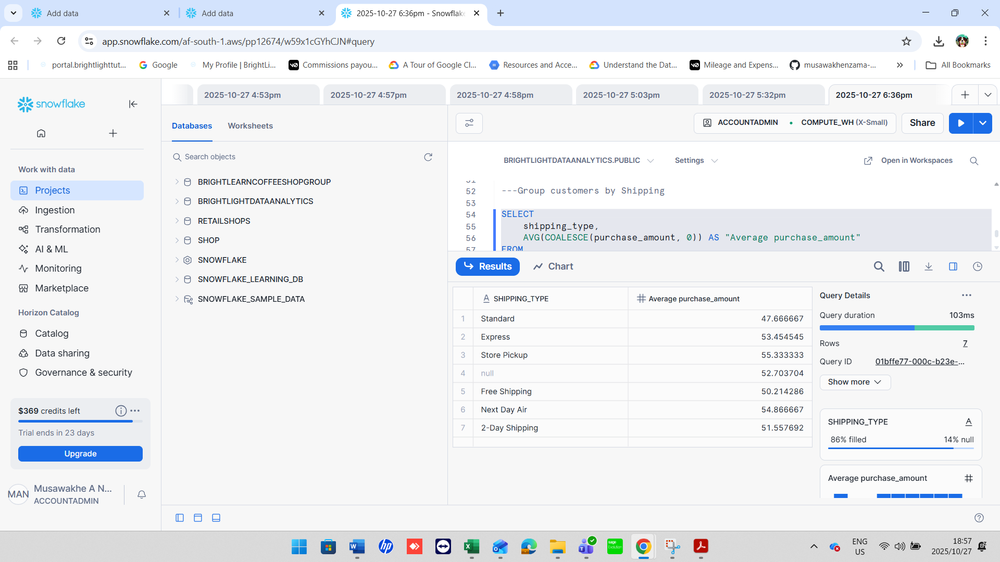 Add data
Add data
2025-10-27 6:36pm - Snowflake
app.snowflake.com/af-south-1.aws/pp12674/w59x1cGYhCJN#query
portal.brightlighttut...
Google
My Profile | BrightLi...
Commissions payou...
A Tour of Google Cl...
Resources and Acce...
Understand the Dat...
Mileage and Expens...
musawakhenzama-...
All Bookmarks
snowflake
2025-10-27 4:53pm
2025-10-27 4:57pm
2025-10-27 4:58pm
2025-10-27 5:03pm
2025-10-27 5:32pm
2025-10-27 6:36pm
Work with data
Projects
Ingestion
Transformation
AI & ML
Monitoring
Marketplace
Horizon Catalog
Catalog
Data sharing
Governance & security
$369 credits left
Trial ends in 23 days
Upgrade
MAN
Musawakhe A N...
ACCOUNTADMIN
Databases
Worksheets
Search objects
BRIGHTLEARNCOFFEESHOPGROUP
BRIGHTLIGHTDATAANALYTICS
RETAILSHOPS
SHOP
SNOWFLAKE
SNOWFLAKE_LEARNING_DB
SNOWFLAKE_SAMPLE_DATA
ACCOUNTADMIN
COMPUTE_WH (X-Small)
Share
BRIGHTLIGHTDATAANALYTICS.PUBLIC
Settings
Open in Workspaces
51
52 ---Group customers by Shipping
53
54 SELECT
55 shipping_type,
56 AVG(COALESCE(purchase_amount, 0)) AS "Average purchase_amount"
57 FROM
Results
Chart
SHIPPING_TYPE Average purchase_amount
1 Standard 47.666667
2 Express 53.454545
3 Store Pickup 55.333333
4 null 52.703704
5 Free Shipping 50.214286
6 Next Day Air 54.866667
7 2-Day Shipping 51.557692
Query Details
Query duration 103ms
Rows 7
Query ID 01bffe77-000c-b23e-...
Show more
SHIPPING_TYPE
86% filled 14% null
Average purchase_amount
sage
Evolution
ENG
US
18:57
2025/10/27